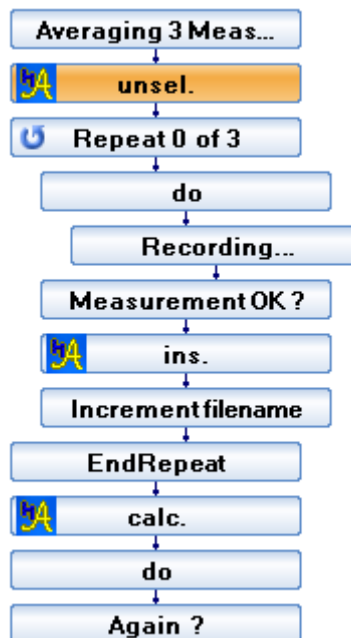 Averaging 3 Meas...
unsel.
Repeat 0 of 3
do
Recording...
Measurement OK ?
ins.
Increment filename
EndRepeat
calc.
do
Again ?